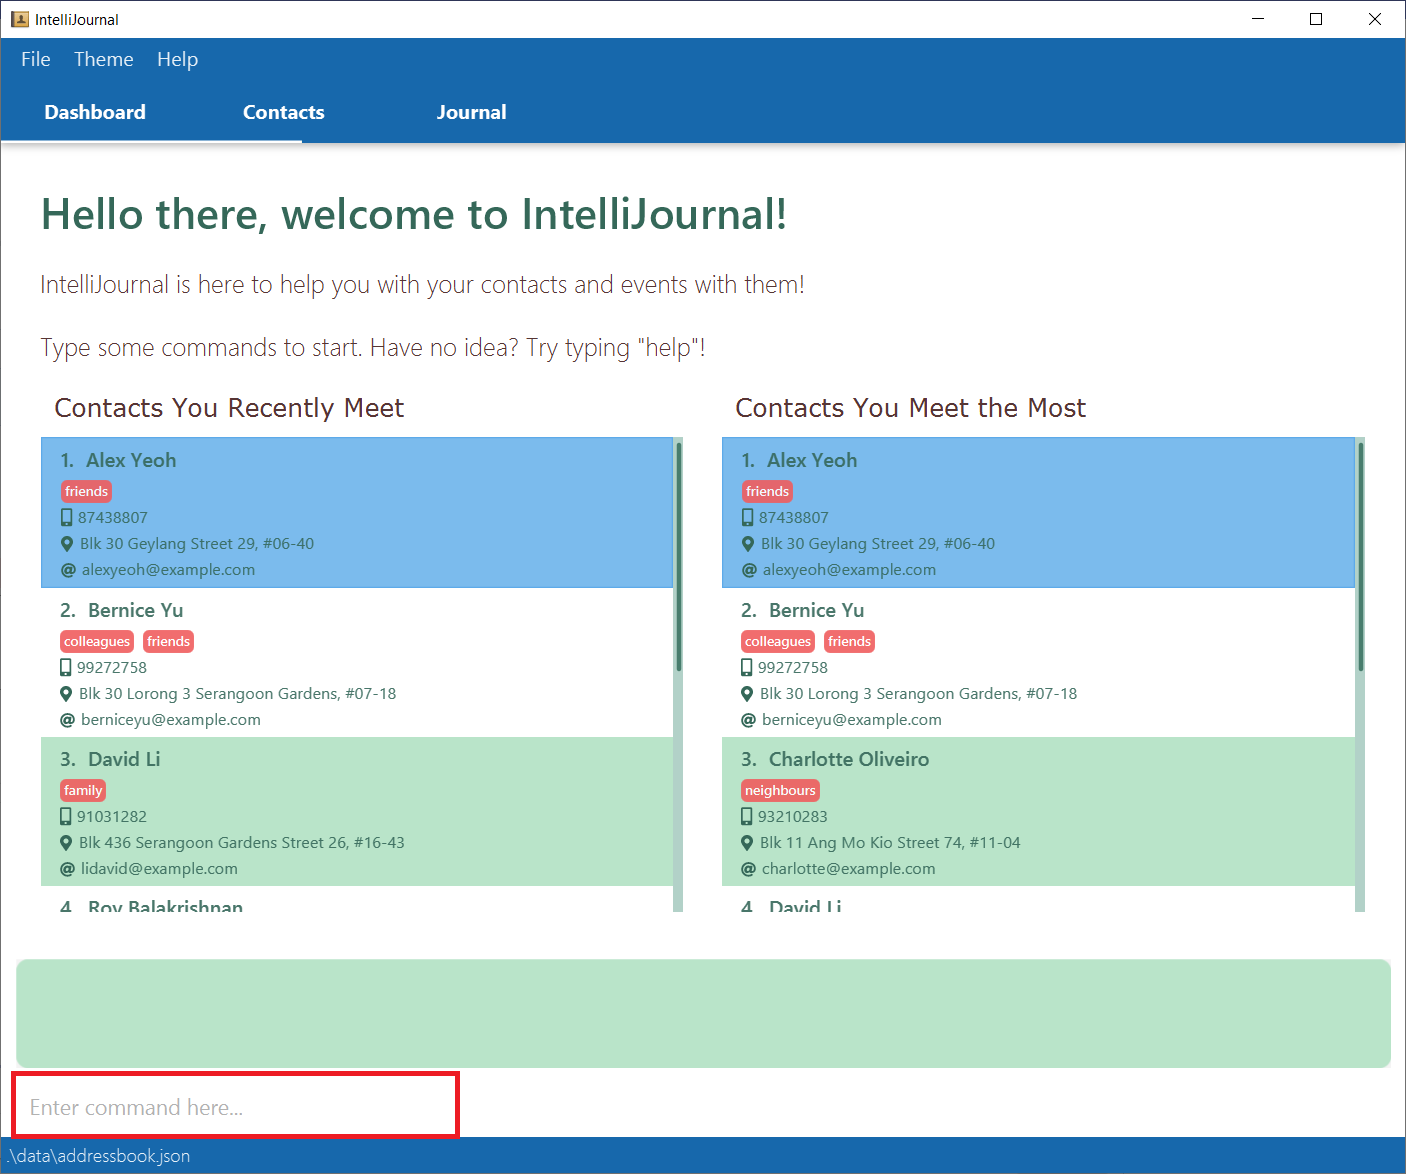 IntelliJournal
File Theme Help
Dashboard Contacts Journal
Hello there, welcome to IntelliJournal!
IntelliJournal is here to help you with your contacts and events with them!
Type some commands to start. Have no idea? Try typing "help"!
Contacts You Recently Meet
1. Alex Yeoh
friends
87438807
Blk 30 Geylang Street 29, #06-40
alexyeoh@example.com
2. Bernice Yu
colleagues friends
99272758
Blk 30 Lorong 3 Serangoon Gardens, #07-18
berniceyu@example.com
3. David Li
family
91031282
Blk 436 Serangoon Gardens Street 26, #16-43
lidavid@example.com
4. Roy Balakrishnan
Contacts You Meet the Most
1. Alex Yeoh
friends
87438807
Blk 30 Geylang Street 29, #06-40
alexyeoh@example.com
2. Bernice Yu
colleagues friends
99272758
Blk 30 Lorong 3 Serangoon Gardens, #07-18
berniceyu@example.com
3. Charlotte Oliveiro
neighbours
93210283
Blk 11 Ang Mo Kio Street 74, #11-04
charlotte@example.com
4. David Li
Enter command here...
.\data\addressbook.json